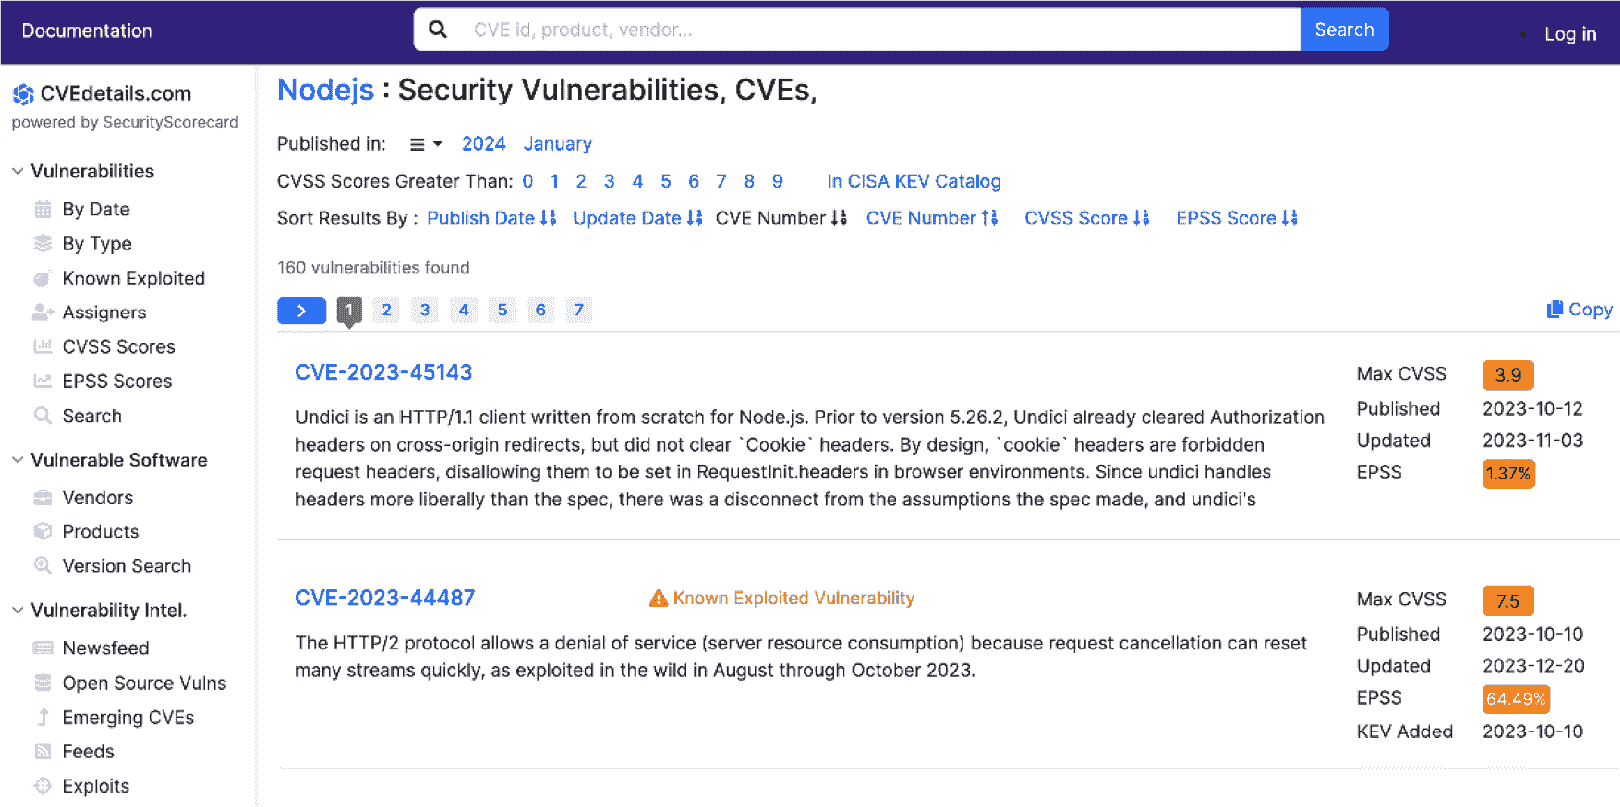 Documentation
CVE id, product, vendor...
Search
Log in
CVEdetails.com
powered by SecurityScorecard
Vulnerabilities
By Date
By Type
Known Exploited
Assigners
CVSS Scores
EPSS Scores
Search
Vulnerable Software
Vendors
Products
Version Search
Vulnerability Intel.
Newsfeed
Open Source Vulns
Emerging CVEs
Feeds
Exploits
Nodejs : Security Vulnerabilities, CVEs,
Published in: 2024 January
CVSS Scores Greater Than: 0 1 2 3 4 5 6 7 8 9 In CISA KEV Catalog
Sort Results By : Publish Date Update Date CVE Number CVE Number CVSS Score EPSS Score
160 vulnerabilities found
> 1 2 3 4 5 6 7
Copy
CVE-2023-45143
Undici is an HTTP/1.1 client written from scratch for Node.js. Prior to version 5.26.2, Undici already cleared Authorization
headers on cross-origin redirects, but did not clear `Cookie` headers. By design, `cookie` headers are forbidden
request headers, disallowing them to be set in RequestInit.headers in browser environments. Since undici handles
headers more liberally than the spec, there was a disconnect from the assumptions the spec made, and undici's
Max CVSS 3.9
Published 2023-10-12
Updated 2023-11-03
EPSS 1.37%
CVE-2023-44487
Known Exploited Vulnerability
The HTTP/2 protocol allows a denial of service (server resource consumption) because request cancellation can reset
many streams quickly, as exploited in the wild in August through October 2023.
Max CVSS 7.5
Published 2023-10-10
Updated 2023-12-20
EPSS 64.49%
KEV Added 2023-10-10